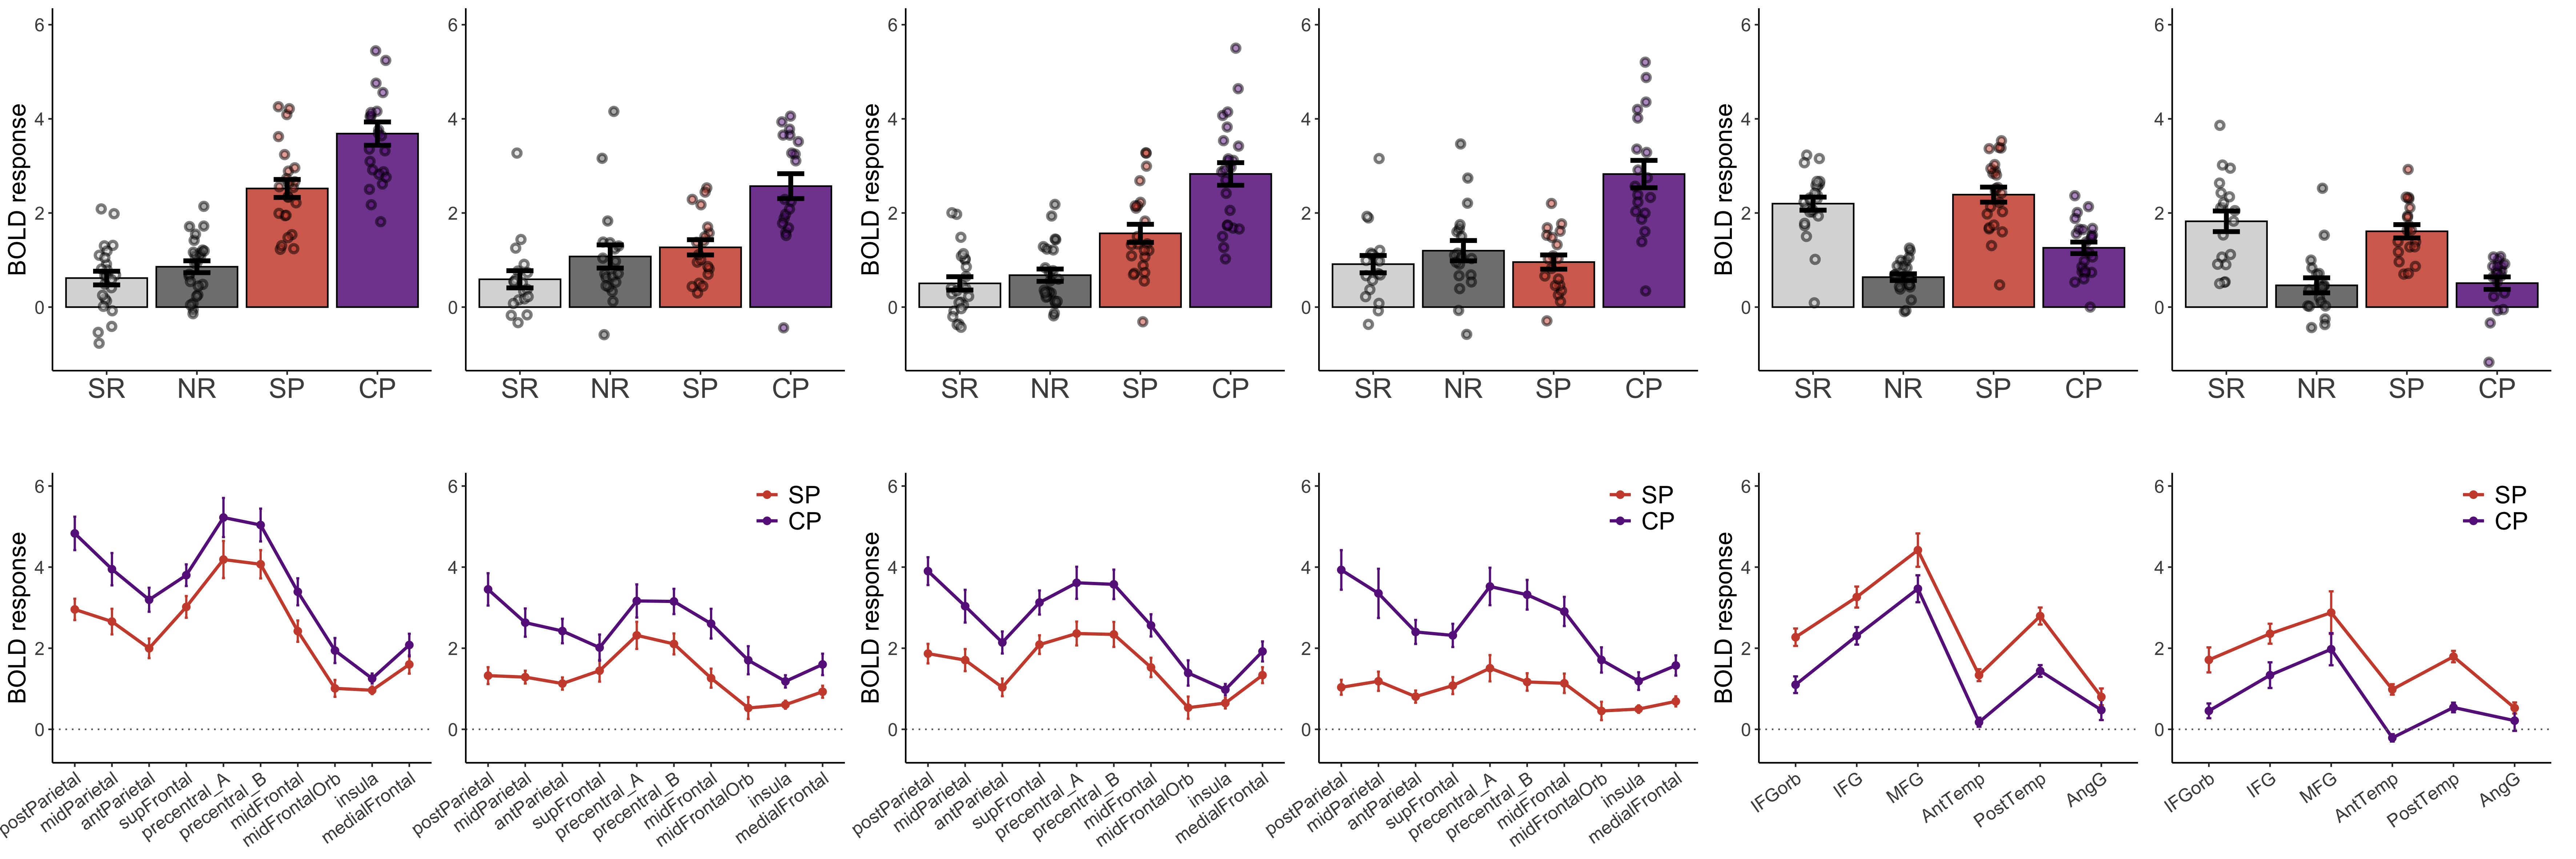 BOLD response
6
4
2
0
SR NR SP CP
6
4
2
0
SR NR SP CP
BOLD response
6
4
2
0
SR NR SP CP
6
4
2
0
SR NR SP CP
BOLD response
6
4
2
0
SR NR SP CP
6
4
2
0
SR NR SP CP
BOLD response
6
4
2
0
postParietal
midParietal
antParietal
supFrontal
precentral_A
precentral_B
midFrontal
midFrontalOrb
insula
medialFrontal
6
4
2
0
SP
CP
postParietal
midParietal
antParietal
supFrontal
precentral_A
precentral_B
midFrontal
midFrontalOrb
insula
medialFrontal
BOLD response
6
4
2
0
postParietal
midParietal
antParietal
supFrontal
precentral_A
precentral_B
midFrontal
midFrontalOrb
insula
medialFrontal
6
4
2
0
SP
CP
postParietal
midParietal
antParietal
supFrontal
precentral_A
precentral_B
midFrontal
midFrontalOrb
insula
medialFrontal
BOLD response
6
4
2
0
IFGorb
IFG
MFG
AntTemp
PostTemp
AngG
6
4
2
0
SP
CP
IFGorb
IFG
MFG
AntTemp
PostTemp
AngG